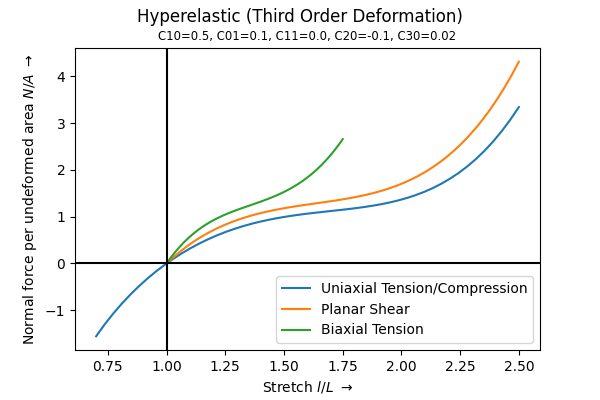 Hyperelastic (Third Order Deformation)
C10=0.5, C01=0.1, C11=0.0, C20=-0.1, C30=0.02
Normal force per undeformed area N/A →
4
3
2
1
0
−1
Uniaxial Tension/Compression
Planar Shear
Biaxial Tension
0.75 1.00 1.25 1.50 1.75 2.00 2.25 2.50
Stretch l/L →